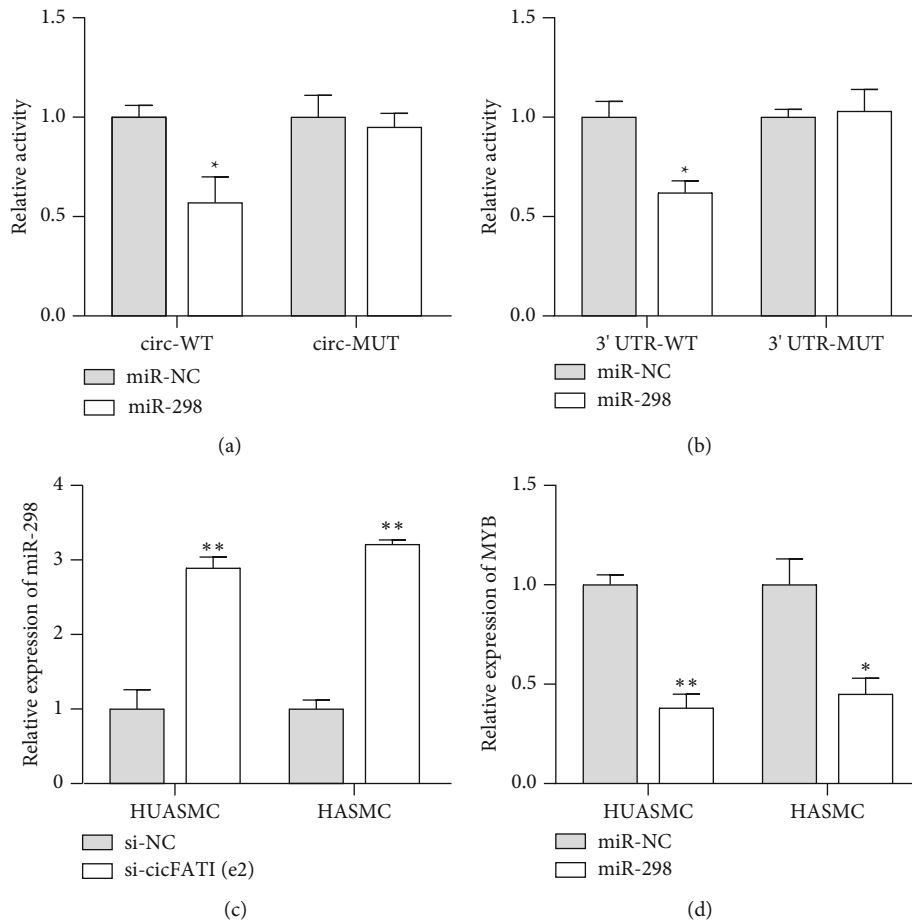 1.5
1.0
0.5
0.0
Relative activity
*
circ-WT circ-MUT
miR-NC
miR-298
(a)
1.5
1.0
0.5
0.0
Relative activity
*
3' UTR-WT 3' UTR-MUT
miR-NC
miR-298
(b)
4
3
2
1
0
Relative expression of miR-298
** **
HUASMC HASMC
si-NC
si-cicFATI (e2)
(c)
1.5
1.0
0.5
0.0
Relative expression of MYB
** *
HUASMC HASMC
miR-NC
miR-298
(d)